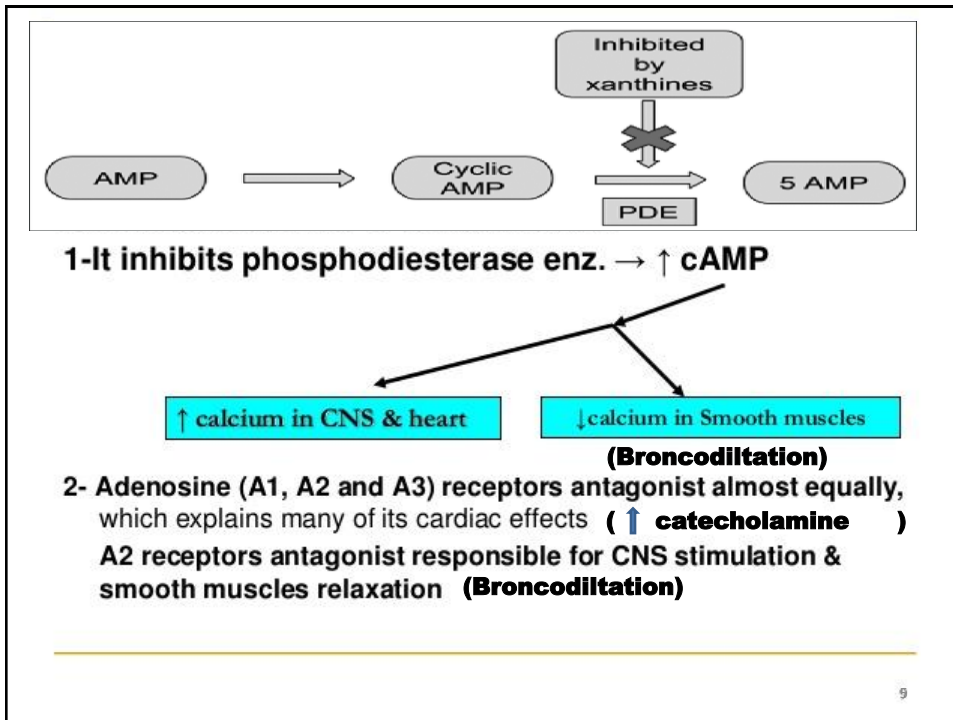 Inhibited
by
xanthines
AMP
Cyclic
AMP
5 AMP
PDE
1-It inhibits phosphodiesterase enz. → ↑ cAMP
↑ calcium in CNS & heart
↓calcium in Smooth muscles
(Broncodiltation)
2- Adenosine (A1, A2 and A3) receptors antagonist almost equally,
which explains many of its cardiac effects ( ↑ catecholamine )
A2 receptors antagonist responsible for CNS stimulation &
smooth muscles relaxation (Broncodiltation)